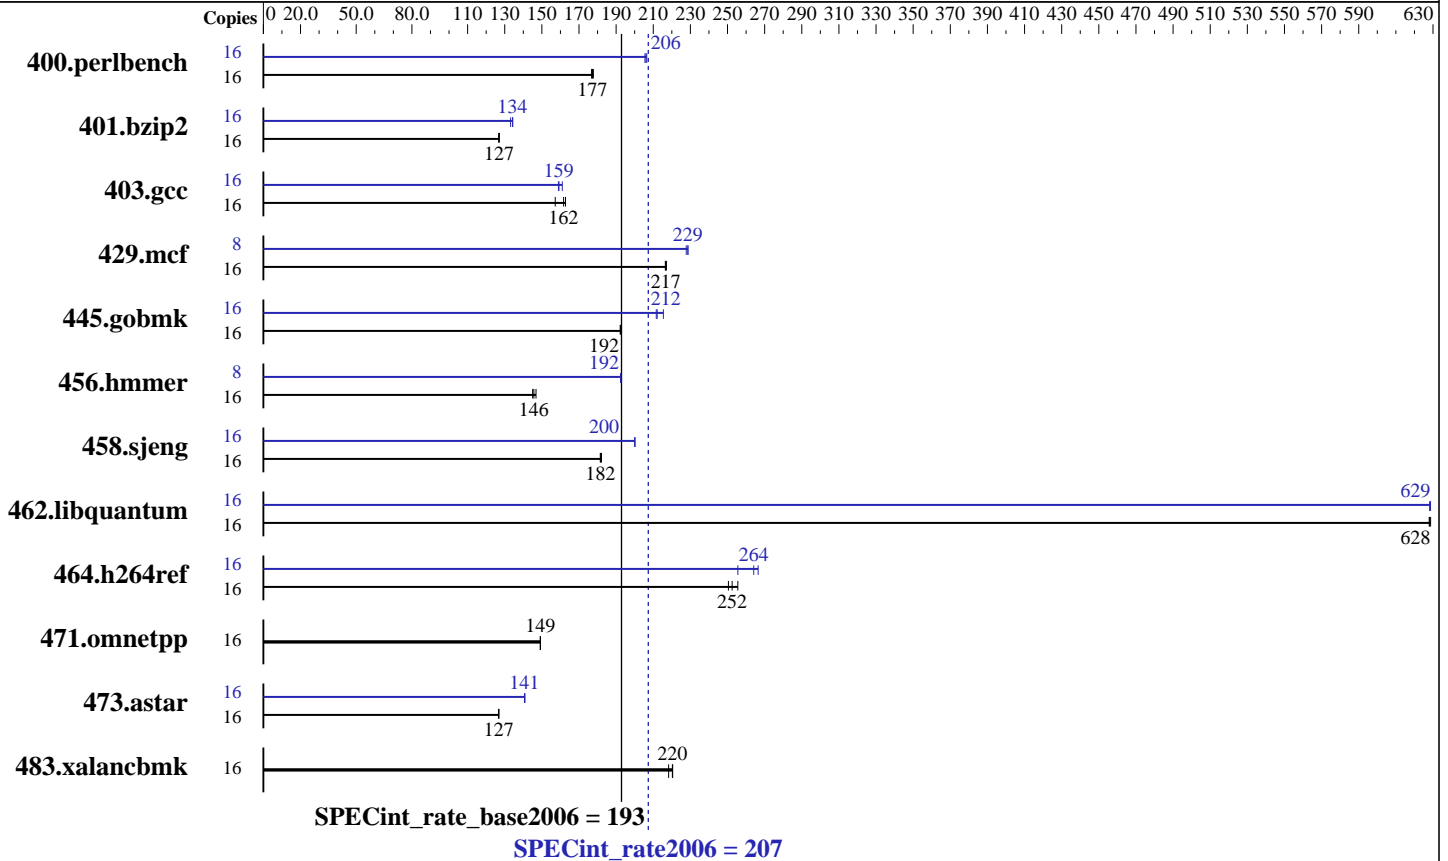 Copies 0 20.0 50.0 80.0 110 130 150 170 190 210 230 250 270 290 310 330 350 370 390 410 430 450 470 490 510 530 550 570 590 630
400.perlbench 16 206
16 177
401.bzip2 16 134
16 127
403.gcc 16 159
16 162
429.mcf 8 229
16 217
445.gobmk 16 212
16 192
456.hmmer 8 192
16 146
458.sjeng 16 200
16 182
462.libquantum 16 629
16 628
464.h264ref 16 264
16 252
471.omnetpp 16 149
473.astar 16 141
16 127
483.xalancbmk 16 220
SPECint_rate_base2006 = 193
SPECint_rate2006 = 207